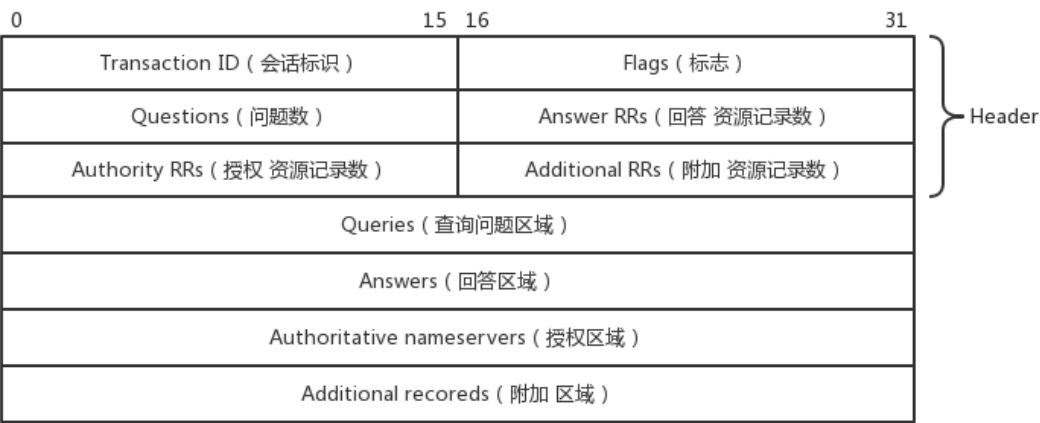 0 15 16 31
Transaction ID（会话标识） Flags（标志）
Questions（问题数） Answer RRs（回答 资源记录数） Header
Authority RRs（授权 资源记录数） Additional RRs（附加 资源记录数）
Queries（查询问题区域）
Answers（回答区域）
Authoritative nameservers（授权区域）
Additional recoreds（附加 区域）